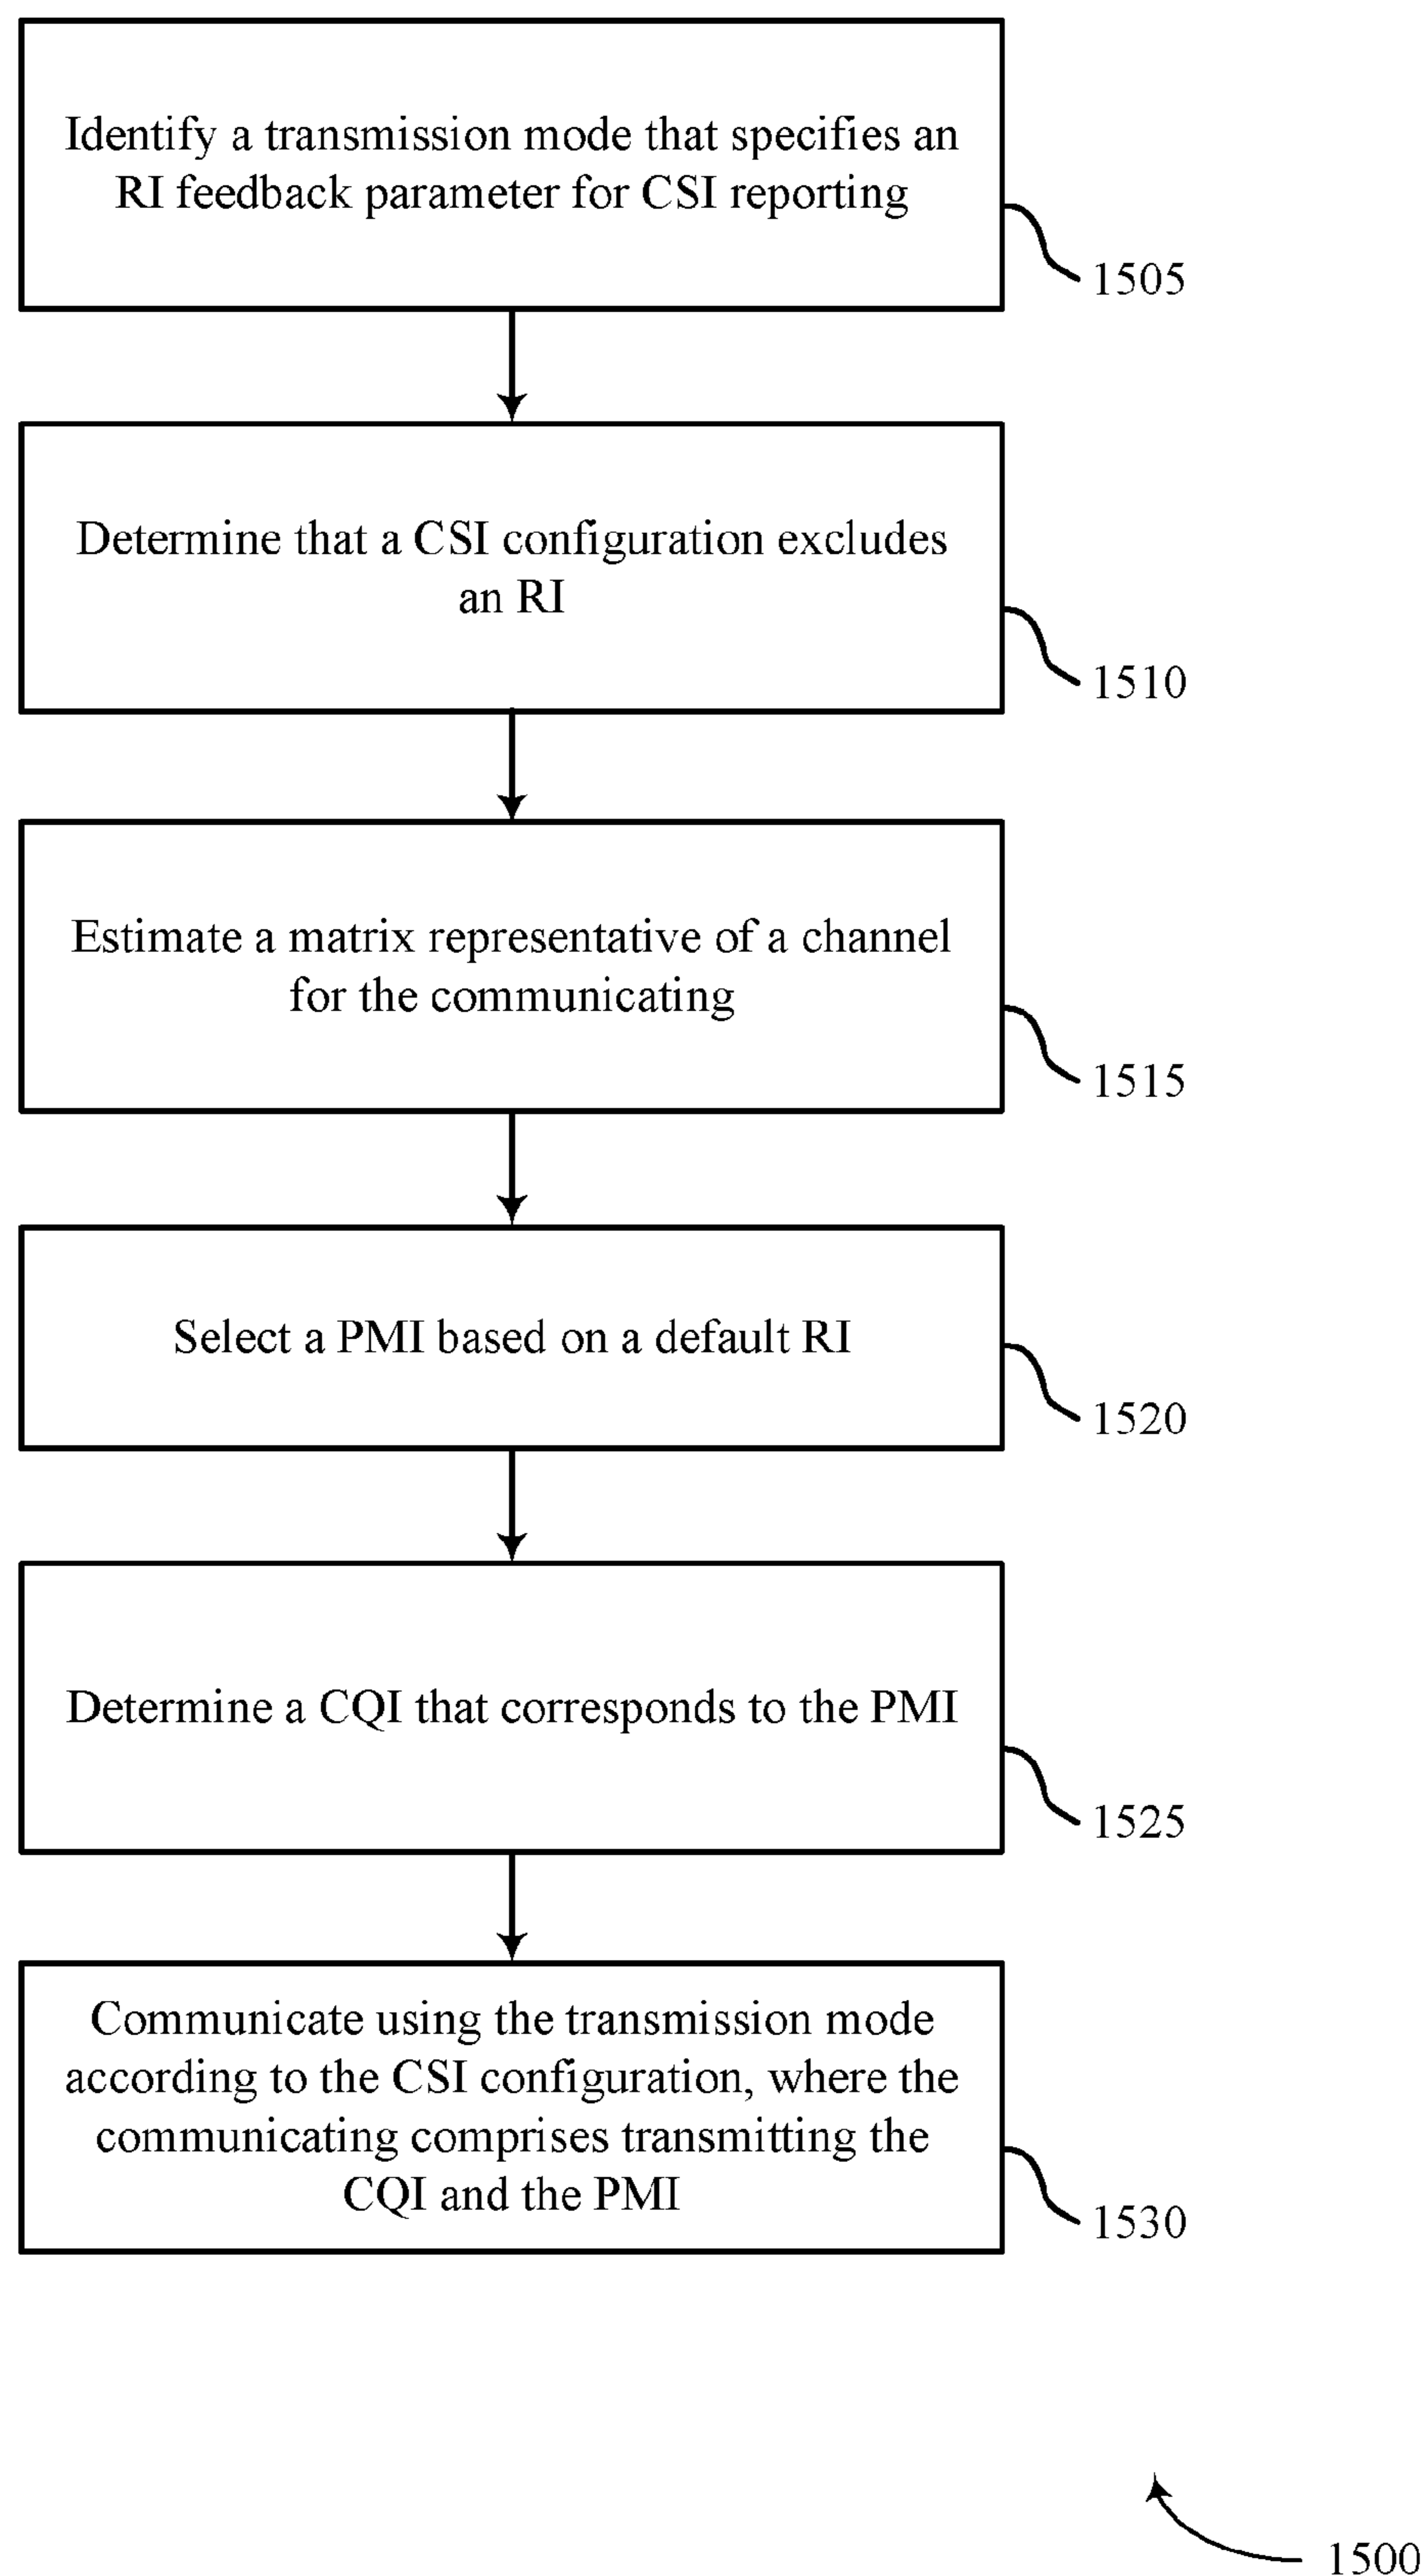 Identify a transmission mode that specifies an
RI feedback parameter for CSI reporting
1505
Determine that a CSI configuration excludes
an RI
1510
Estimate a matrix representative of a channel
for the communicating
1515
Select a PMI based on a default RI
1520
Determine a CQI that corresponds to the PMI
1525
Communicate using the transmission mode
according to the CSI configuration, where the
communicating comprises transmitting the
CQI and the PMI
1530
1500